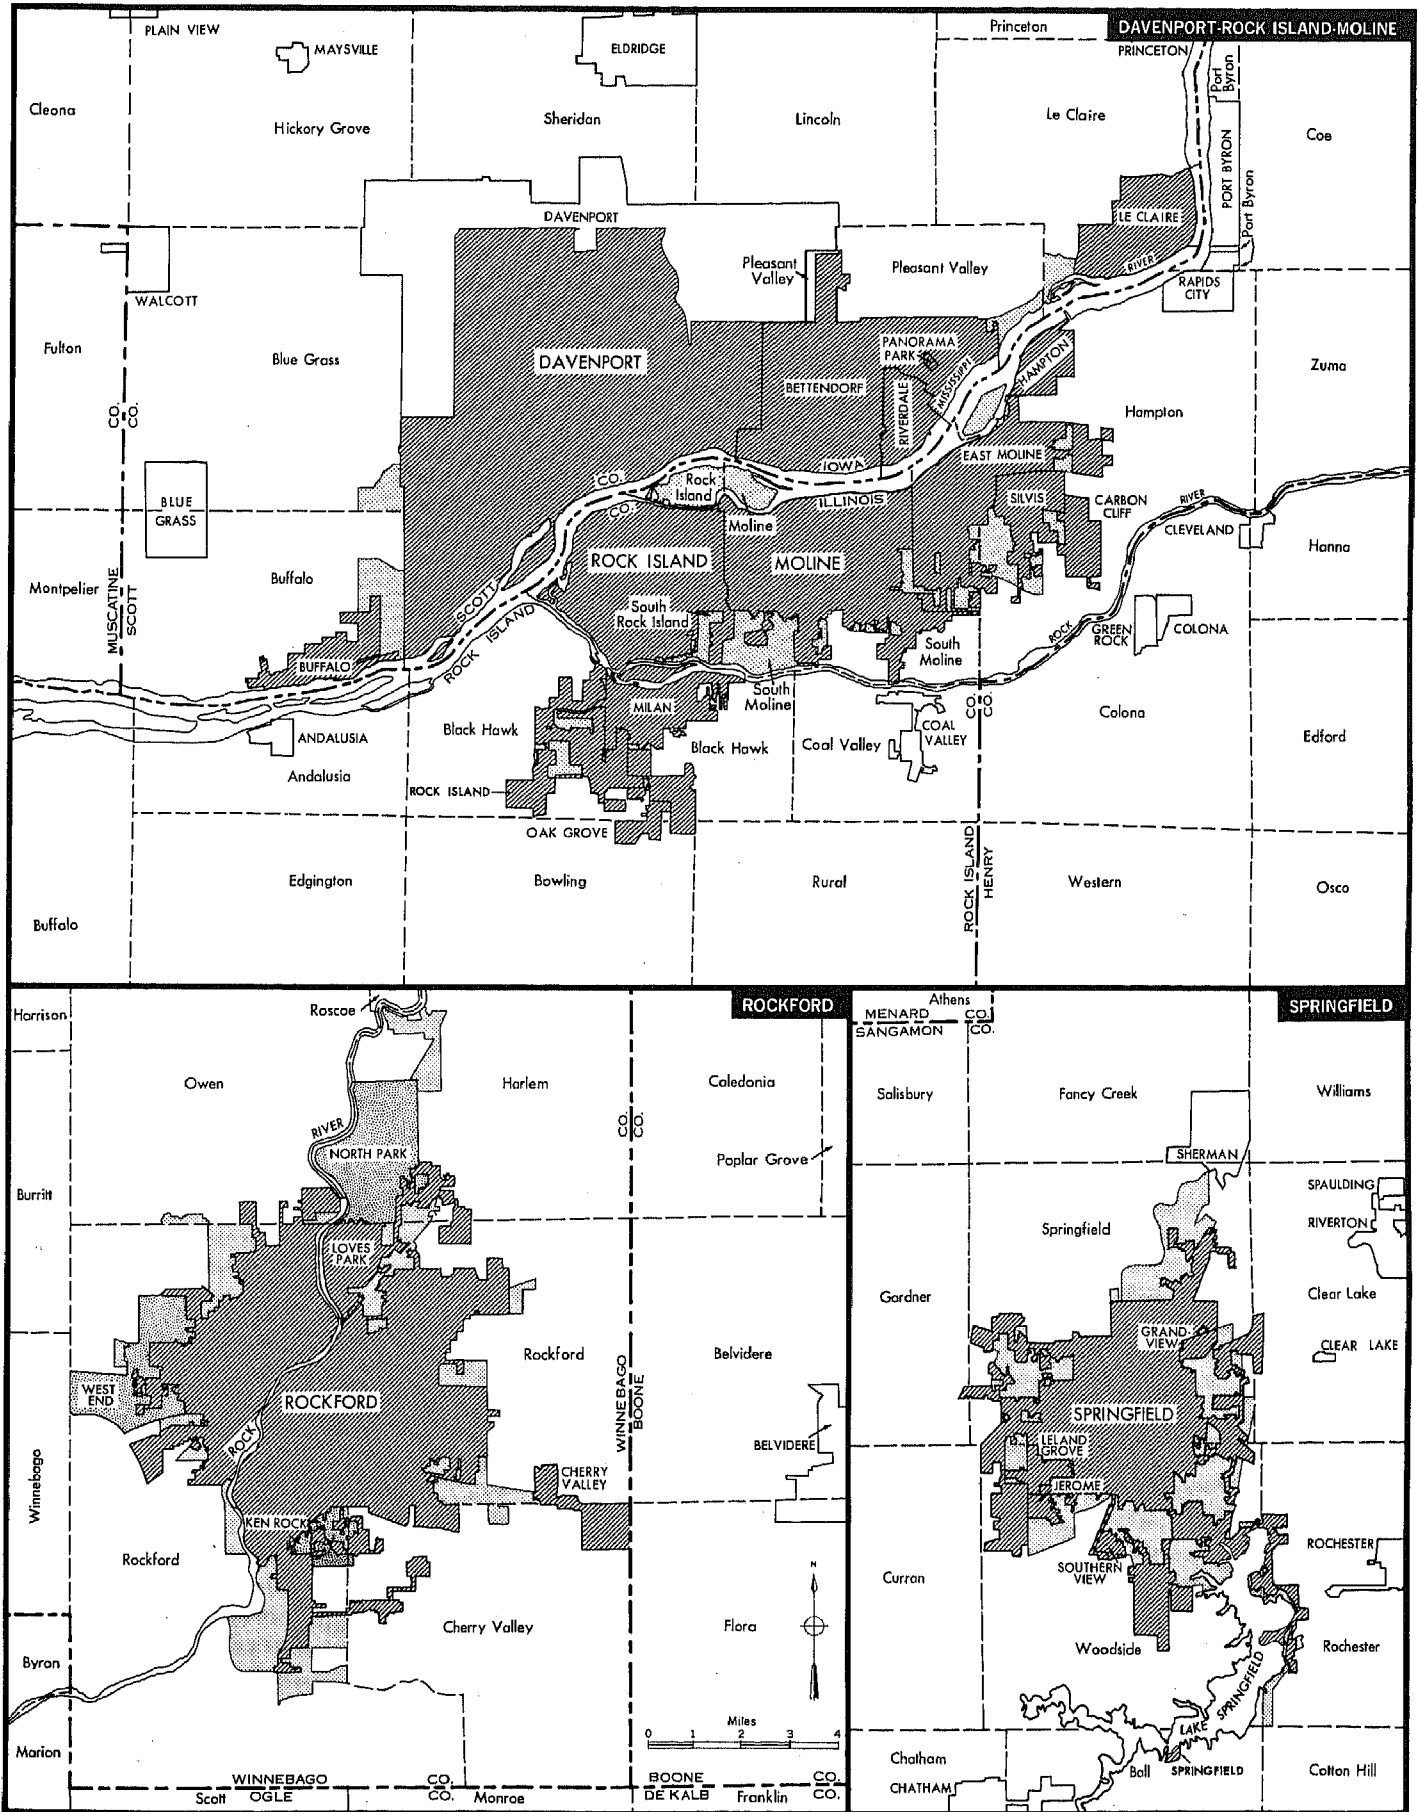 DAVENPORT-ROCK ISLAND-MOLINE
PLAIN VIEW
MAYSVILLE
ELDRIDGE
Princeton
PRINCETON
Port
Byron
Cleona
Hickory Grove
Sheridan
Lincoln
Le Claire
Coe
PORT BYRON
Port Byron
DAVENPORT
LE CLAIRE
Pleasant
Valley
Pleasant Valley
RIVER
RAPIDS
CITY
WALCOTT
Fulton
Blue Grass
DAVENPORT
PANORAMA
PARK
BETTENDORF
RIVERDALE
MISSISSIPPI
HAMPTON
Zuma
CO.
CO.
Hampton
EAST MOLINE
IOWA
ILLINOIS
CO.
CO.
Rock
Island
Moline
SILVIS
CARBON
CLIFF
RIVER
CLEVELAND
BLUE
GRASS
Hanna
ROCK ISLAND
MOLINE
Montpelier
MUSCATINE
SCOTT
Buffalo
SCOTT
ROCK ISLAND
South
Rock Island
South
Moline
ROCK
GREEN
ROCK
COLONA
BUFFALO
MILAN
South
Moline
CO.
CO.
COAL
VALLEY
Colona
Edford
ANDALUSIA
Andalusia
Black Hawk
Black Hawk
Coal Valley
ROCK ISLAND
OAK GROVE
Edgington
Bowling
Rural
ROCK ISLAND
HENRY
Western
Osco
Buffalo
ROCKFORD
Harrison
Roscoe
Owen
Harlem
Caledonia
RIVER
NORTH PARK
CO.
CO.
Poplar Grove
Burritt
LOVES
PARK
Rockford
Belvidere
WEST
END
ROCKFORD
WINNEBAGO
BOONE
ROCK
BELVIDERE
Winnebago
CHERRY
VALLEY
KEN ROCK
Rockford
N
Cherry Valley
Flora
Byron
Miles
0 1 2 3 4
Marion
WINNEBAGO CO.
OGLE CO.
Scott
Monroe
BOONE CO.
DE KALB CO.
Franklin
SPRINGFIELD
Athens
MENARD CO.
SANGAMON CO.
Salisbury
Fancy Creek
Williams
SHERMAN
SPAULDING
RIVERTON
Springfield
Gardner
Clear Lake
GRAND-
VIEW
CLEAR LAKE
SPRINGFIELD
LELAND
GROVE
JEROME
ROCHESTER
SOUTHERN
VIEW
Curran
Woodside
Rochester
LAKE SPRINGFIELD
Chatham
CHATHAM
Ball
SPRINGFIELD
Cotton Hill